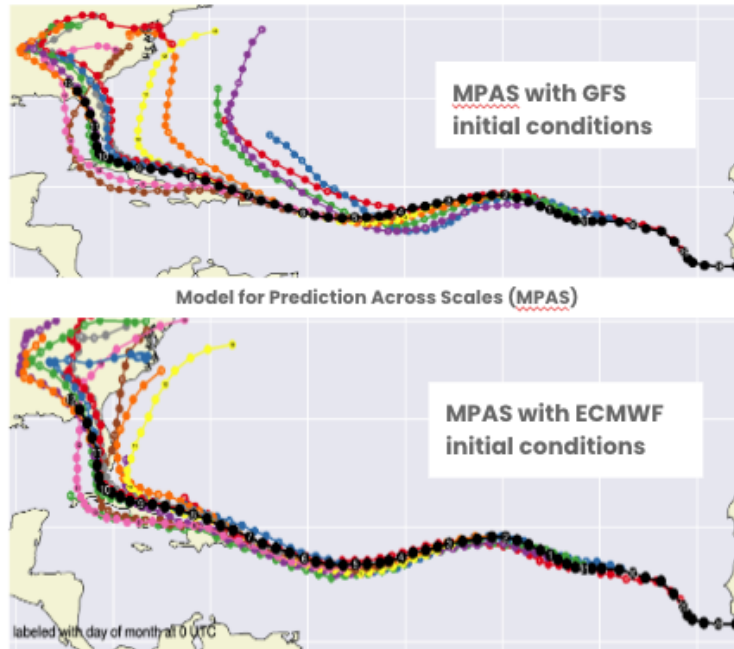 MPAS with GFS
initial conditions
Model for Prediction Across Scales (MPAS)
MPAS with ECMWF
initial conditions
labeled with day of month at 0 UTC